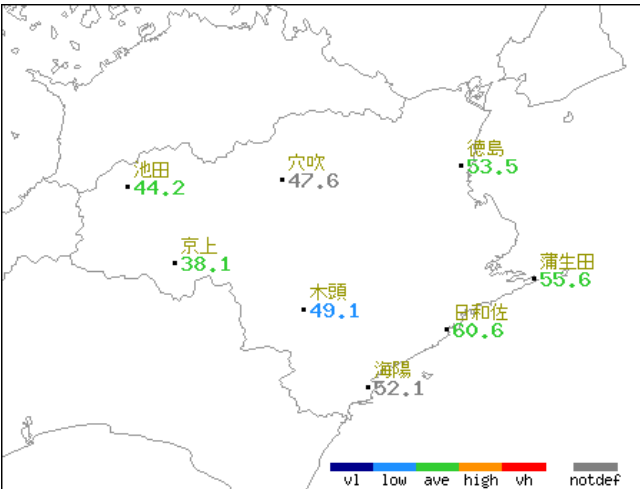 徳島
53.5
穴吹
47.6
池田
44.2
京上
38.1
蒲生田
55.6
木頭
49.1
日和佐
60.6
海陽
52.1
vl low ave high vh notdef